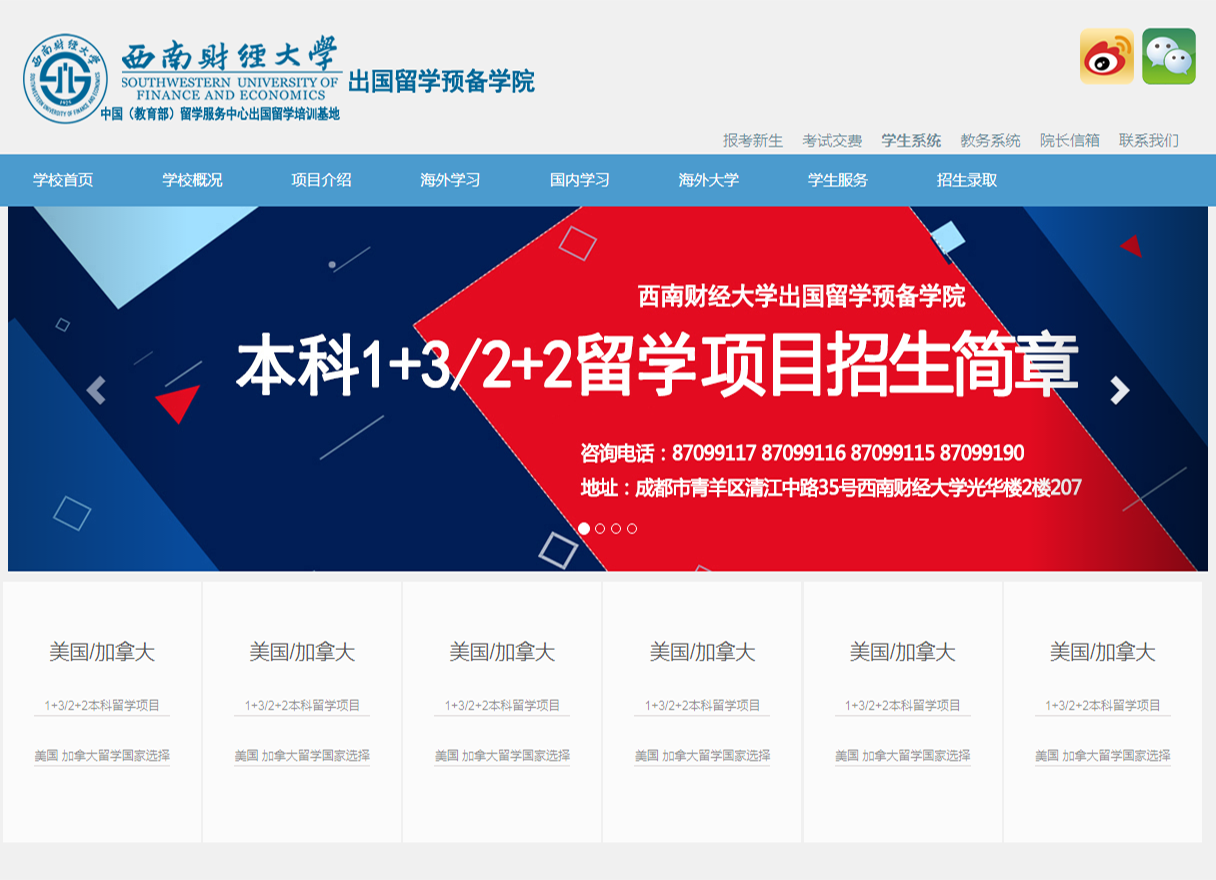 西南财经大学
SOUTHWESTERN UNIVERSITY OF
FINANCE AND ECONOMICS
出国留学预备学院
中国（教育部）留学服务中心出国留学培训基地
报考新生 考试交费 学生系统 教务系统 院长信箱 联系我们
学校首页 学校概况 项目介绍 海外学习 国内学习 海外大学 学生服务 招生录取
西南财经大学出国留学预备学院
本科1+3/2+2留学项目招生简章
咨询电话：87099117 87099116 87099115 87099190
地址：成都市青羊区清江中路35号西南财经大学光华楼2楼207
美国/加拿大 美国/加拿大 美国/加拿大 美国/加拿大 美国/加拿大 美国/加拿大
1+3/2+2本科留学项目 1+3/2+2本科留学项目 1+3/2+2本科留学项目 1+3/2+2本科留学项目 1+3/2+2本科留学项目 1+3/2+2本科留学项目
美国 加拿大留学国家选择 美国 加拿大留学国家选择 美国 加拿大留学国家选择 美国 加拿大留学国家选择 美国 加拿大留学国家选择 美国 加拿大留学国家选择